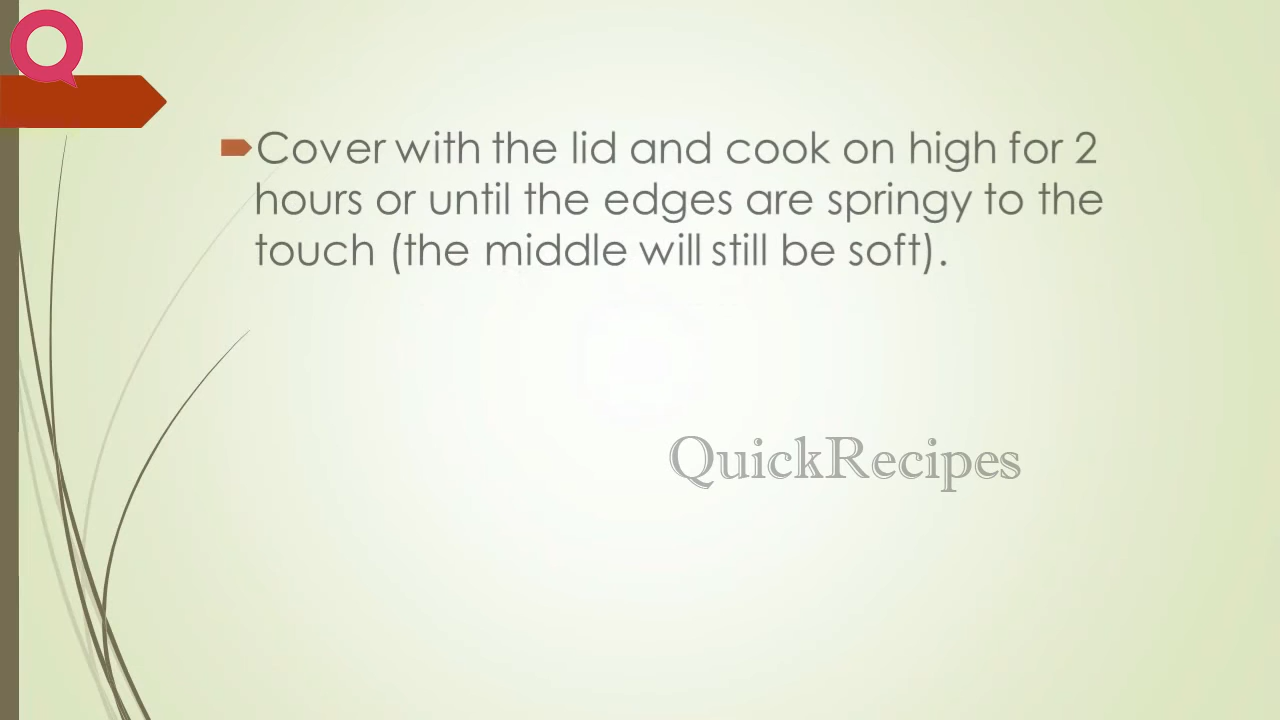 Cover with the lid and cook on high for 2
hours or until the edges are springy to the
touch (the middle will still be soft).
QuickRecipes